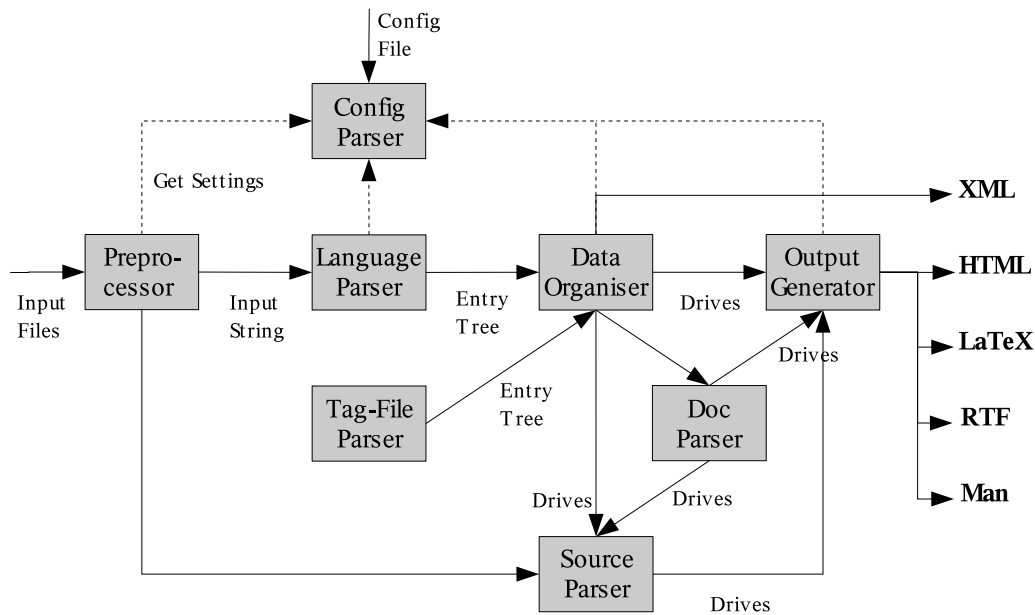 Config
File
Config
Parser
Get Settings
XML
Prepro-
cessor
Language
Parser
Data
Organiser
Output
Generator
HTML
Input
Files
Input
String
Entry
Tree
Drives
LaTeX
Drives
Tag-File
Parser
Entry
Tree
Doc
Parser
RTF
Drives
Drives
Man
Source
Parser
Drives